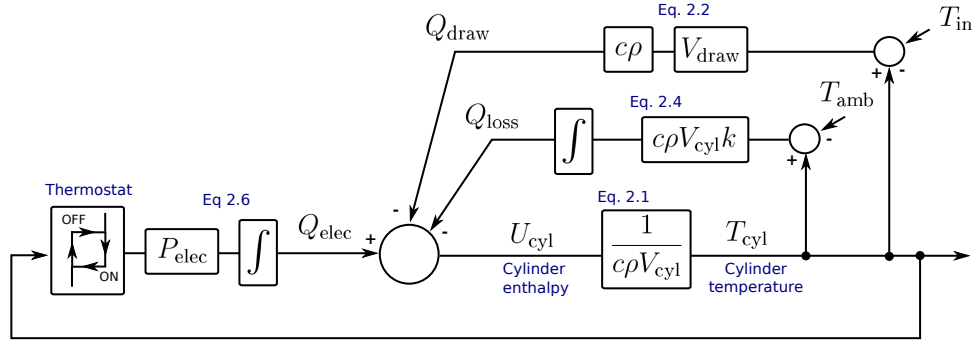 Eq. 2.2
T_in
Q_draw
cρ
V_draw
+ -
Eq. 2.4
T_amb
Q_loss
∫
cρV_cyl k
-
+
Thermostat
Eq 2.6
Eq. 2.1
OFF
ON
P_elec
∫
Q_elec
+
-
-
U_cyl
Cylinder
enthalpy
1
cρV_cyl
T_cyl
Cylinder
temperature